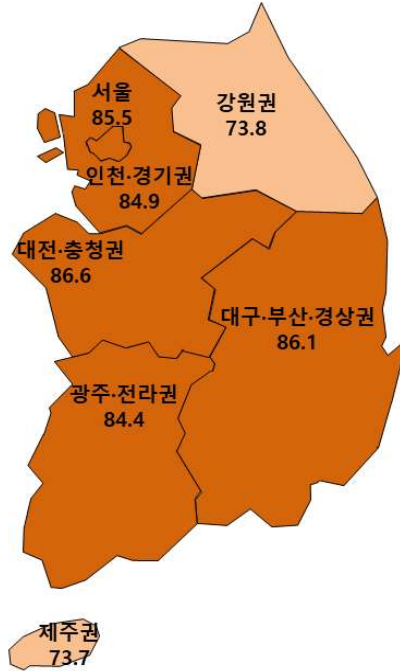 서울
85.5
강원권
73.8
인천·경기권
84.9
대전·충청권
86.6
대구·부산·경상권
86.1
광주·전라권
84.4
제주권
73.7